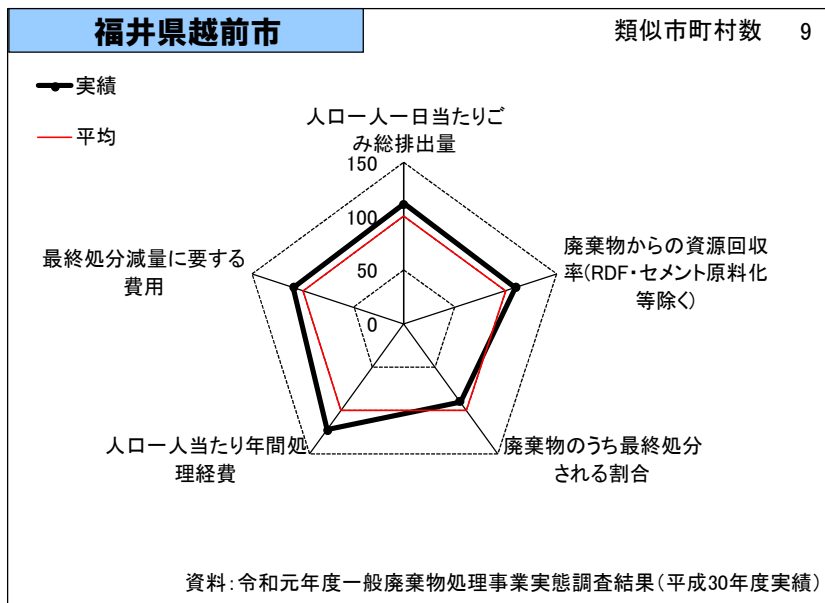 福井県越前市
類似市町村数 9
実績
平均
人口一人一日当たりご
み総排出量
150
100
50
0
廃棄物からの資源回収
率(RDF・セメント原料化
等除く)
最終処分減量に要する
費用
人口一人当たり年間処
理経費
廃棄物のうち最終処分
される割合
資料:令和元年度一般廃棄物処理事業実態調査結果(平成30年度実績)